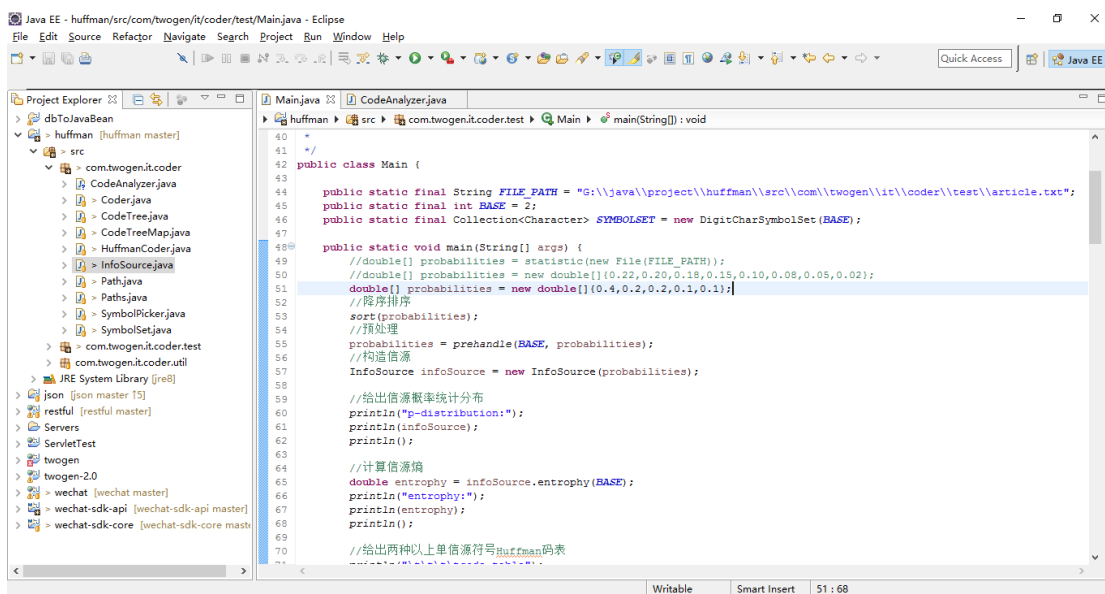 Java EE - huffman/src/com/twogen/it/coder/test/Main.java - Eclipse
File Edit Source Refactor Navigate Search Project Run Window Help
Quick Access
Java EE
Project Explorer
dbToJavaBean
> huffman [huffman master]
> src
> com.twogen.it.coder
CodeAnalyzer.java
> Coder.java
> CodeTree.java
> CodeTreeMap.java
> HuffmanCoder.java
> InfoSource.java
> Path.java
> Paths.java
> SymbolPicker.java
> SymbolSet.java
> com.twogen.it.coder.test
com.twogen.it.coder.util
JRE System Library [jre8]
json [json master ↑5]
restful [restful master]
Servers
ServletTest
twogen
twogen-2.0
> wechat [wechat master]
> wechat-sdk-api [wechat-sdk-api master]
> wechat-sdk-core [wechat-sdk-core maste
Main.java CodeAnalyzer.java
huffman src com.twogen.it.coder.test Main main(String[]) : void
40 *
41 */
42 public class Main {
43
44 public static final String FILE_PATH = "G:\\java\\project\\huffman\\src\\com\\twogen\\it\\coder\\test\\article.txt";
45 public static final int BASE = 2;
46 public static final Collection<Character> SYMBOLSET = new DigitCharSymbolSet(BASE);
47
48 public static void main(String[] args) {
49 //double[] probabilities = statistic(new File(FILE_PATH));
50 //double[] probabilities = new double[]{0.22,0.20,0.18,0.15,0.10,0.08,0.05,0.02};
51 double[] probabilities = new double[]{0.4,0.2,0.2,0.1,0.1};
52 //降序排序
53 sort(probabilities);
54 //预处理
55 probabilities = prehandle(BASE, probabilities);
56 //构造信源
57 InfoSource infoSource = new InfoSource(probabilities);
58
59 //给出信源概率统计分布
60 println("p-distribution:");
61 println(infoSource);
62 println();
63
64 //计算信源熵
65 double entrophy = infoSource.entrophy(BASE);
66 println("entrophy:");
67 println(entrophy);
68 println();
69
70 //给出两种以上单信源符号Huffman码表
Writable Smart Insert 51 : 68